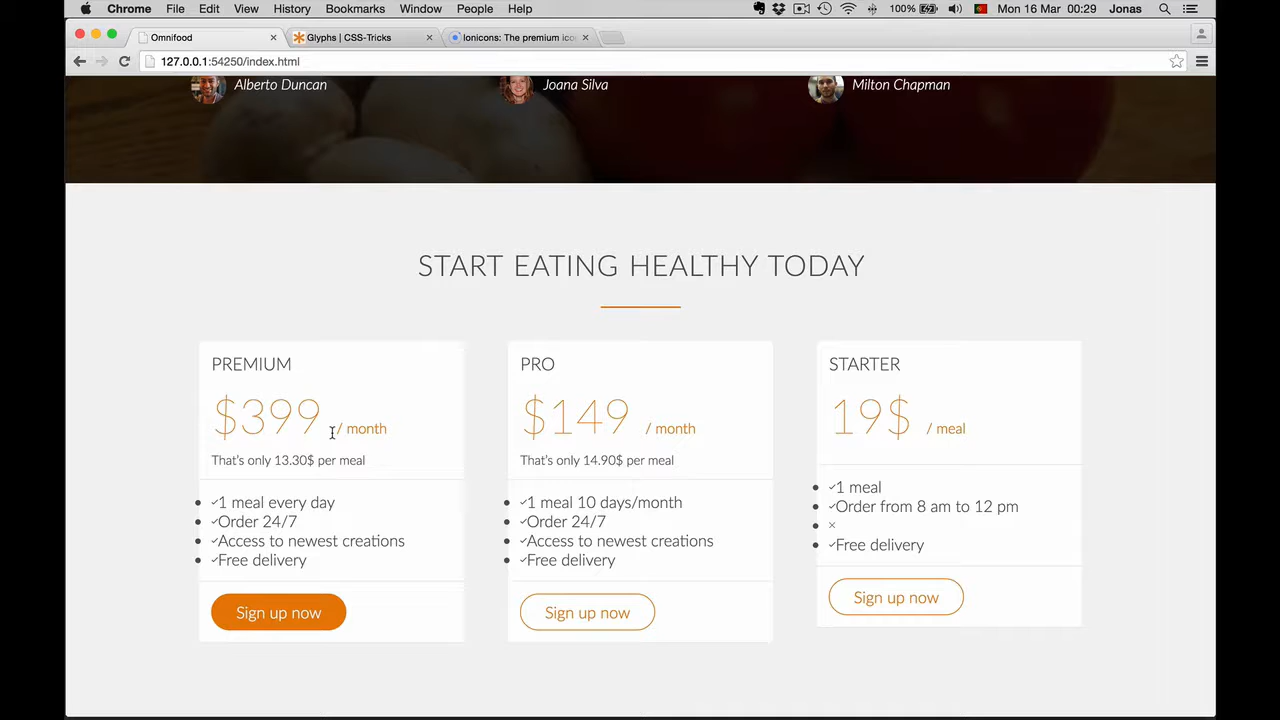 Chrome File Edit View History Bookmarks Window People Help 100% Mon 16 Mar 00:29 Jonas
Omnifood Glyphs | CSS-Tricks Ionicons: The premium ico
127.0.0.1:54250/index.html
Alberto Duncan Joana Silva Milton Chapman
START EATING HEALTHY TODAY
PREMIUM
$399 / month
That's only 13.30$ per meal
1 meal every day
Order 24/7
Access to newest creations
Free delivery
Sign up now
PRO
$149 / month
That's only 14.90$ per meal
1 meal 10 days/month
Order 24/7
Access to newest creations
Free delivery
Sign up now
STARTER
19$ / meal
1 meal
Order from 8 am to 12 pm
Free delivery
Sign up now